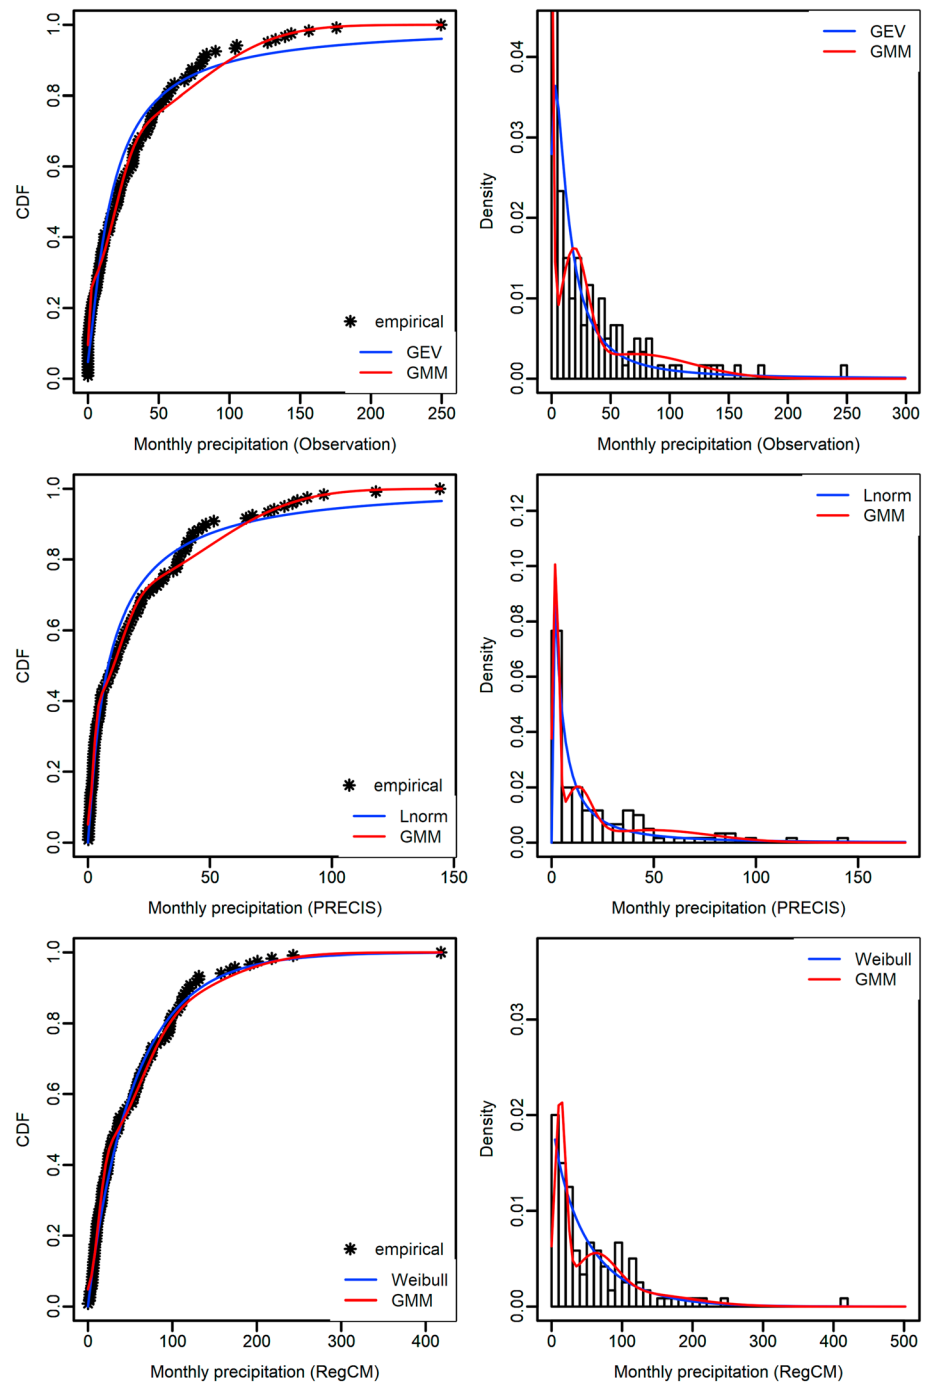 CDF
0.0 0.2 0.4 0.6 0.8 1.0
empirical
GEV
GMM
0 50 100 150 200 250
Monthly precipitation (Observation)
Density
0.00 0.01 0.02 0.03 0.04
GEV
GMM
0 50 100 150 200 250 300
Monthly precipitation (Observation)
CDF
0.0 0.2 0.4 0.6 0.8 1.0
empirical
Lnorm
GMM
0 50 100 150
Monthly precipitation (PRECIS)
Density
0.00 0.02 0.04 0.06 0.08 0.10 0.12
Lnorm
GMM
0 50 100 150
Monthly precipitation (PRECIS)
CDF
0.0 0.2 0.4 0.6 0.8 1.0
empirical
Weibull
GMM
0 100 200 300 400
Monthly precipitation (RegCM)
Density
0.00 0.01 0.02 0.03
Weibull
GMM
0 100 200 300 400 500
Monthly precipitation (RegCM)